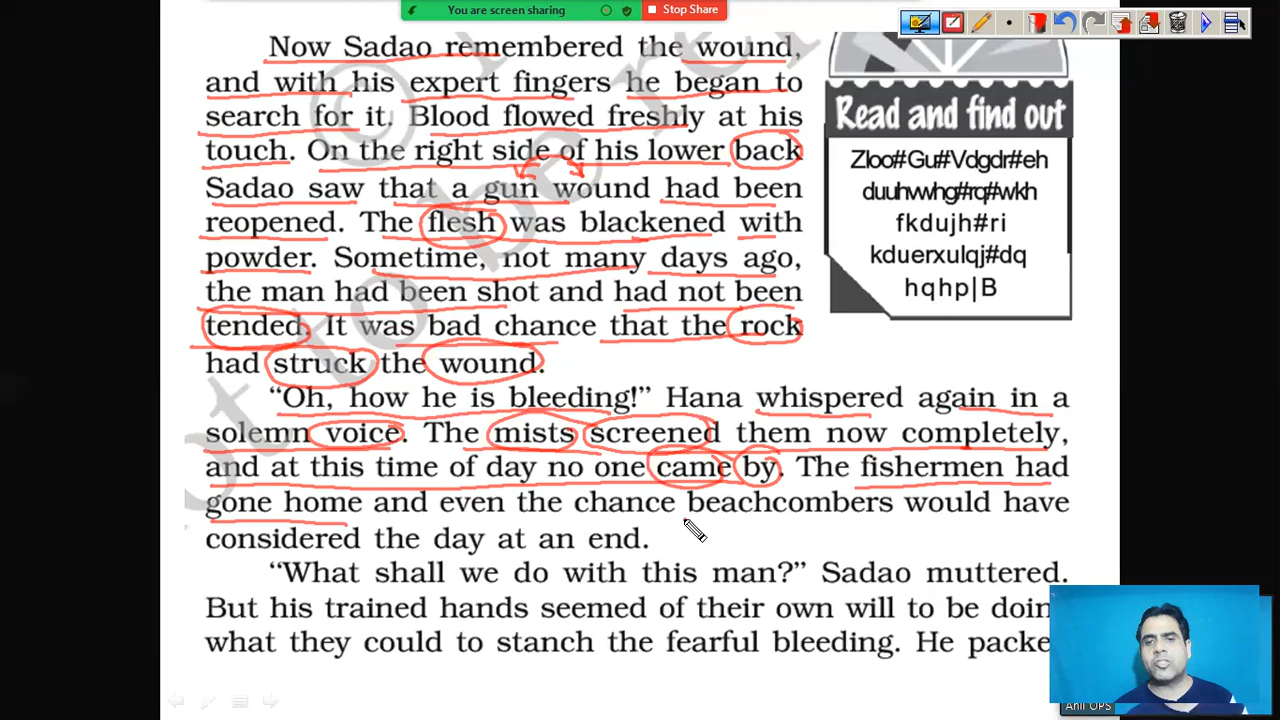 You are screen sharing
Stop Share
Now Sadao remembered the wound,
and with his expert fingers he began to
search for it. Blood flowed freshly at his
touch. On the right side of his lower back
Sadao saw that a gun wound had been
reopened. The flesh was blackened with
powder. Sometime, not many days ago,
the man had been shot and had not been
tended. It was bad chance that the rock
had struck the wound.
"Oh, how he is bleeding!" Hana whispered again in a
solemn voice. The mists screened them now completely,
and at this time of day no one came by. The fishermen had
gone home and even the chance beachcombers would have
considered the day at an end.
"What shall we do with this man?" Sadao muttered.
But his trained hands seemed of their own will to be doin
what they could to stanch the fearful bleeding. He packe
Read and find out
Zloo#Gu#Vdgdr#eh
duuhvwhg#rq#wkh
fkdujh#ri
kduerxulqj#dq
hqhp|B
not to be re
©
Anil OPS